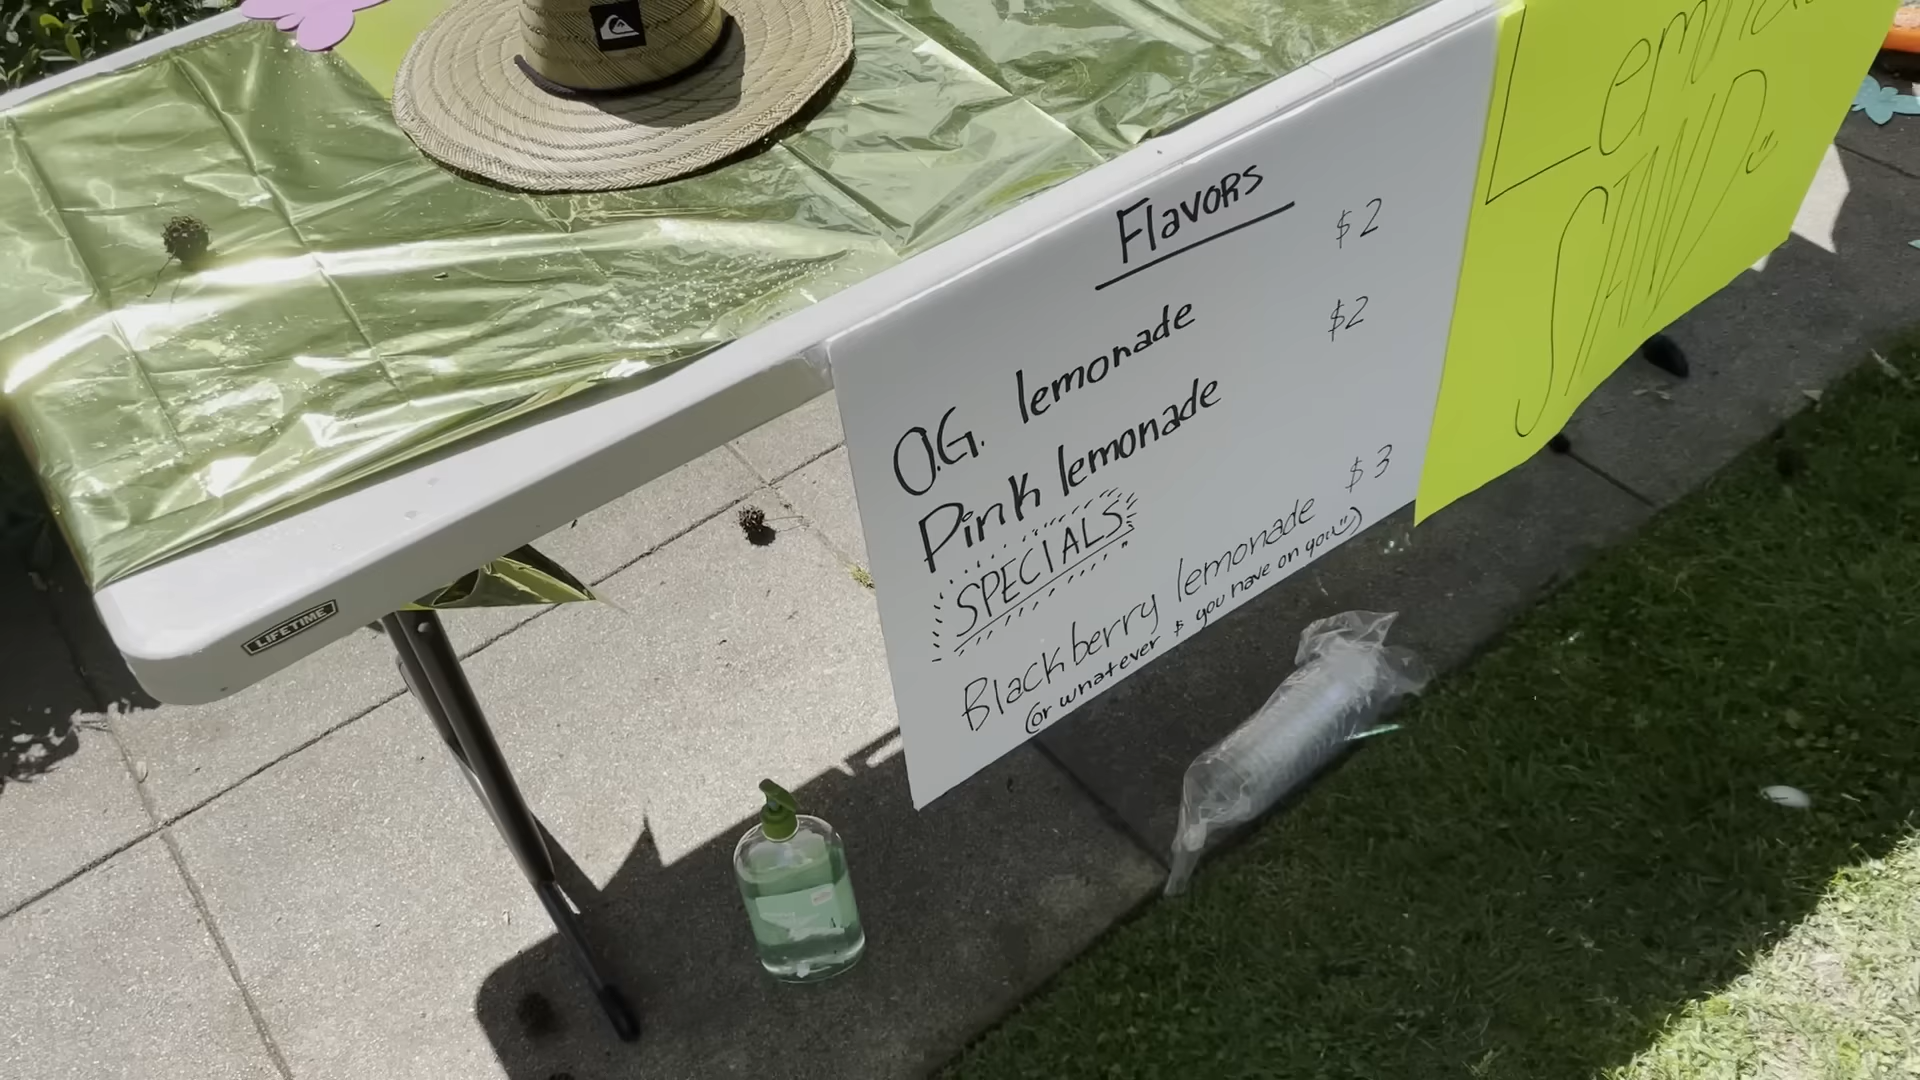 Flavors
O.G. lemonade $2
Pink lemonade $2
SPECIALS
Blackberry lemonade $3
(or whatever $ you have on you☺)
STAND ☺
LIFETIME